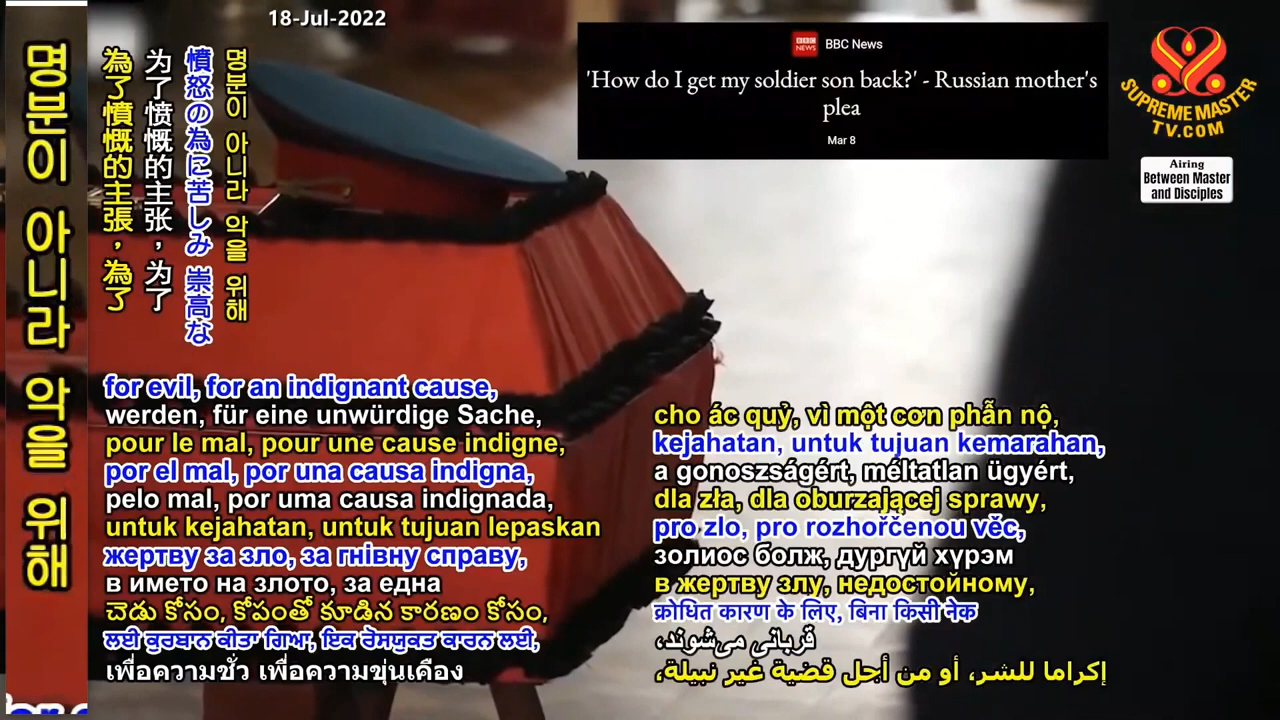 18-Jul-2022
BBC NEWS
BBC News
'How do I get my soldier son back?' - Russian mother's
plea
Mar 8
SUPREME MASTER
TV.COM
Airing
Between Master
and Disciples
명분이 아니라 악을 위해
명분이 아니라 악을 위해
憤怒の為に苦しみ 崇高な
为了愤慨的主张，为了
為了憤慨的主張，為了
for evil, for an indignant cause,
werden, für eine unwürdige Sache,
pour le mal, pour une cause indigne,
por el mal, por una causa indigna,
pelo mal, por uma causa indignada,
untuk kejahatan, untuk tujuan lepaskan
жертву за зло, за гнівну справу,
в името на злото, за една
చెడు కోసం, కోపంతో కూడిన కారణం కోసం,
ਲਈ ਕੁਰਬਾਨ ਕੀਤਾ ਗਿਆ, ਇਕ ਰੋਸਯੁਕਤ ਕਾਰਨ ਲਈ,
เพื่อความชั่ว เพื่อความขุ่นเคือง
cho ác quỷ, vì một cơn phẫn nộ,
kejahatan, untuk tujuan kemarahan,
a gonoszságért, méltatlan ügyért,
dla zła, dla oburzającej sprawy,
pro zlo, pro rozhořčenou věc,
золиос болж, дургүй хүрэм
в жертву злу, недостойному,
क्रोधित कारण के लिए, बिना किसी नेक
قربانی می‌شوند،
إكراما للشر، أو من أجل قضية غير نبيلة،